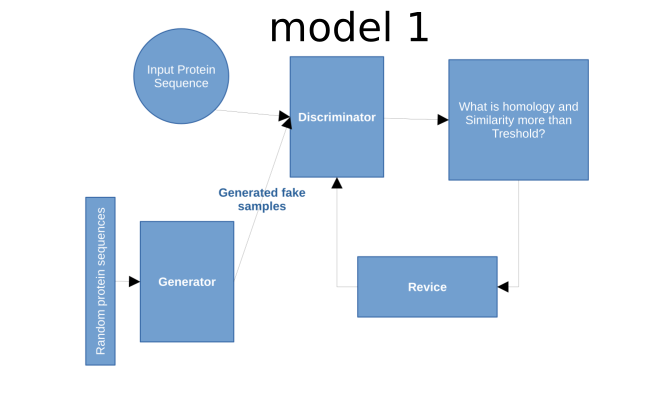 model 1
Input Protein
Sequence
Discriminator
What is homology and
Similarity more than
Treshold?
Generated fake
samples
Random protein sequences
Generator
Revice